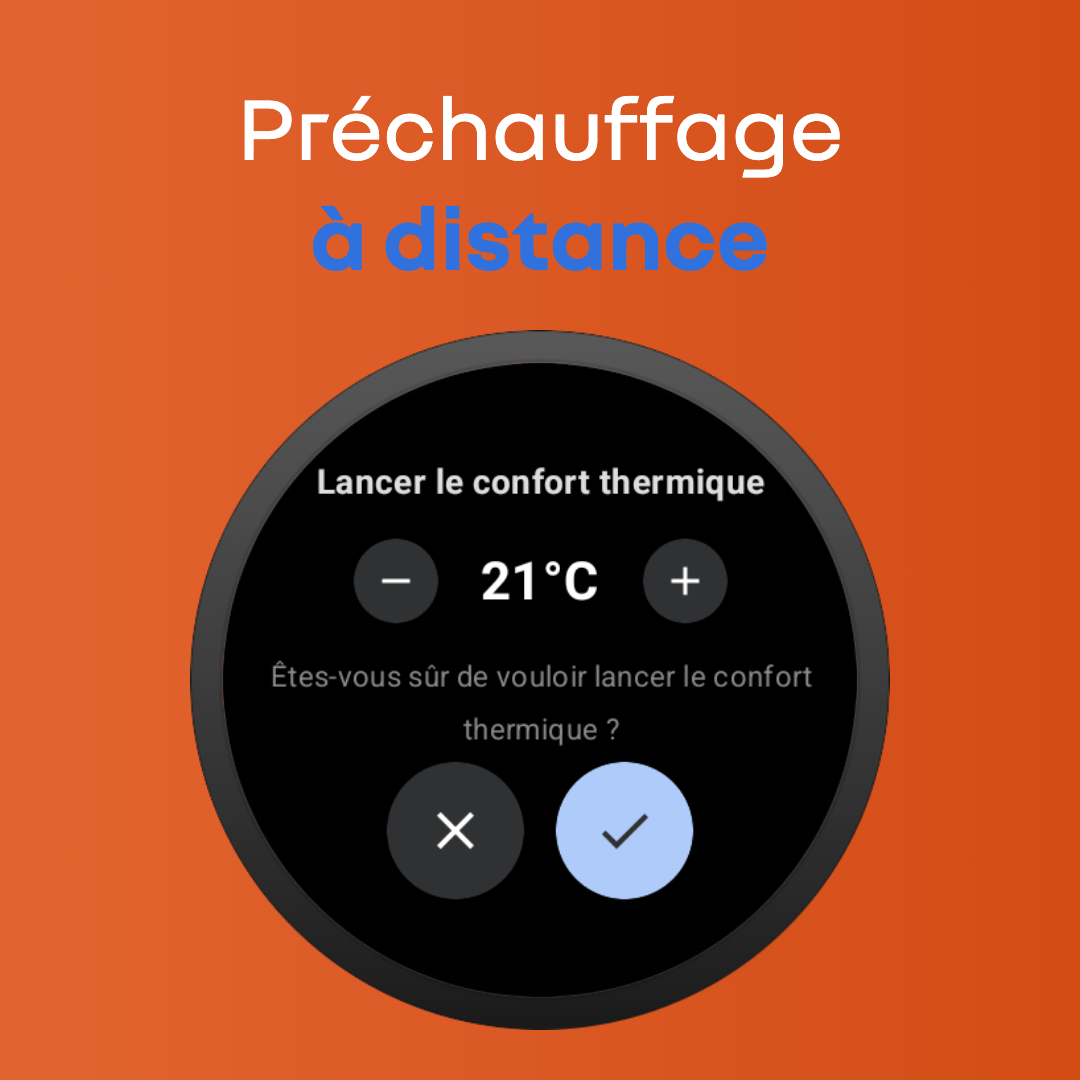 Préchauffage
à distance
Lancer le confort thermique
− 21°C +
Êtes-vous sûr de vouloir lancer le confort
thermique ?